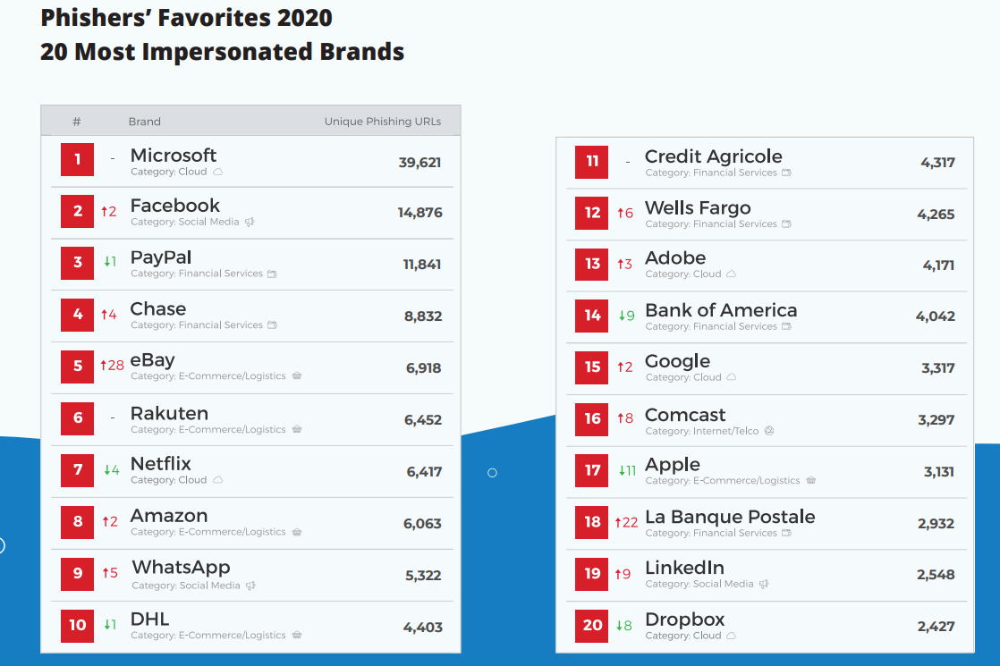 Phishers’ Favorites 2020
20 Most Impersonated Brands
# Brand Unique Phishing URLs
1 - Microsoft 39,621
Category: Cloud
2 ↑2 Facebook 14,876
Category: Social Media
3 ↓1 PayPal 11,841
Category: Financial Services
4 ↑4 Chase 8,832
Category: Financial Services
5 ↑28 eBay 6,918
Category: E-Commerce/Logistics
6 - Rakuten 6,452
Category: E-Commerce/Logistics
7 ↓4 Netflix 6,417
Category: Cloud
8 ↑2 Amazon 6,063
Category: E-Commerce/Logistics
9 ↑5 WhatsApp 5,322
Category: Social Media
10 ↓1 DHL 4,403
Category: E-Commerce/Logistics
11 - Credit Agricole 4,317
Category: Financial Services
12 ↑6 Wells Fargo 4,265
Category: Financial Services
13 ↑3 Adobe 4,171
Category: Cloud
14 ↓9 Bank of America 4,042
Category: Financial Services
15 ↑2 Google 3,317
Category: Cloud
16 ↑8 Comcast 3,297
Category: Internet/Telco
17 ↓11 Apple 3,131
Category: E-Commerce/Logistics
18 ↑22 La Banque Postale 2,932
Category: Financial Services
19 ↑9 LinkedIn 2,548
Category: Social Media
20 ↓8 Dropbox 2,427
Category: Cloud